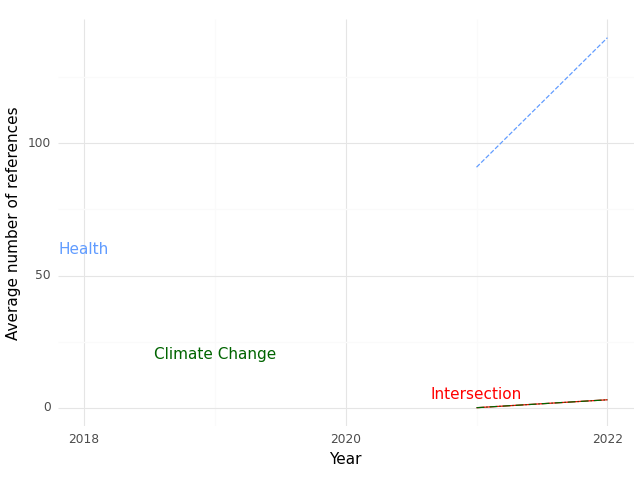 Average number of references
100
50
0
Health
Climate Change
Intersection
2018
2020
2022
Year